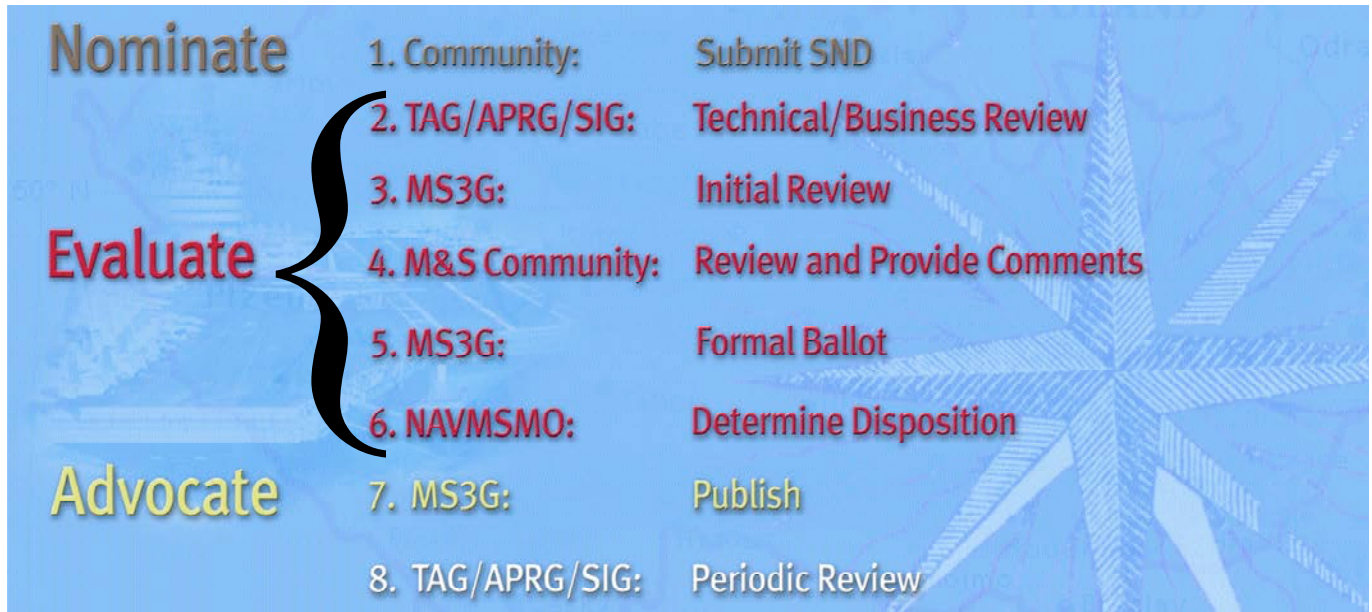 Nominate 1. Community: Submit SND
2. TAG/APRG/SIG: Technical/Business Review
3. MS3G: Initial Review
Evaluate 4. M&S Community: Review and Provide Comments
5. MS3G: Formal Ballot
6. NAVMSMO: Determine Disposition
Advocate 7. MS3G: Publish
8. TAG/APRG/SIG: Periodic Review